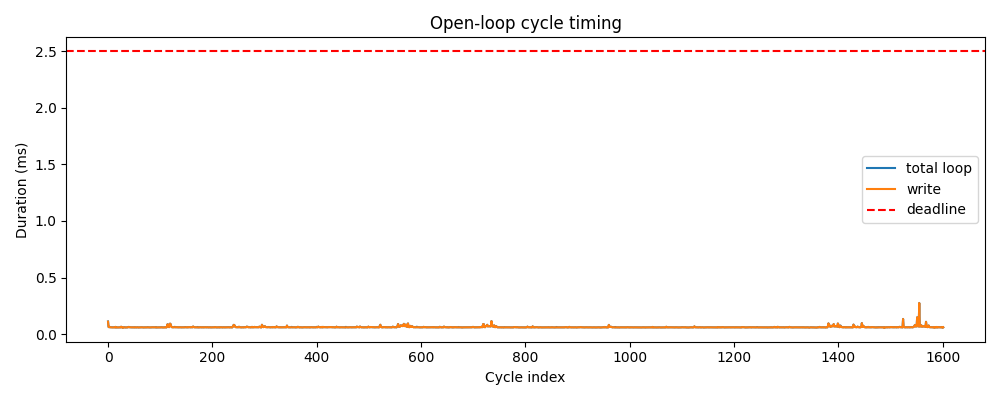 Open-loop cycle timing
Duration (ms)
2.5
2.0
1.5
1.0
0.5
0.0
total loop
write
deadline
0 200 400 600 800 1000 1200 1400 1600
Cycle index